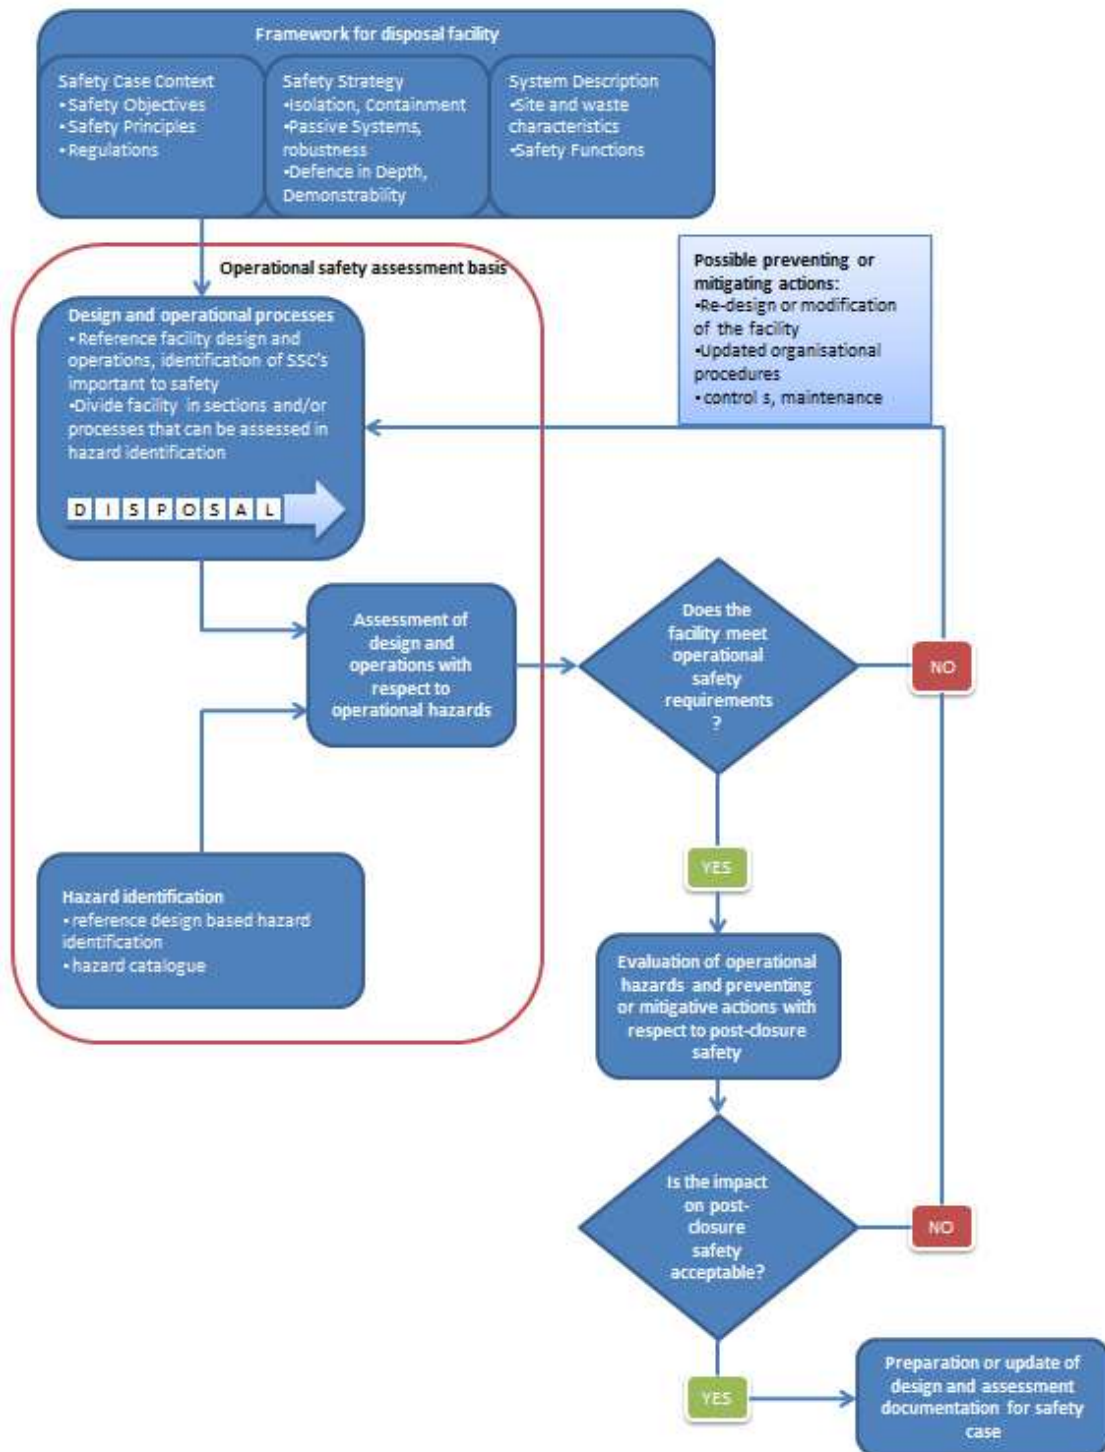 Framework for disposal facility
Safety Case Context
•Safety Objectives
•Safety Principles
•Regulations
Safety Strategy
•Isolation, Containment
•Passive Systems,
robustness
•Defence in Depth,
Demonstrability
System Description
•Site and waste
characteristics
•Safety Functions
Operational safety assessment basis
Possible preventing or
mitigating actions:
•Re-design or modification
of the facility
•Updated organisational
procedures
•control s, maintenance
Design and operational processes
•Reference facility design and
operations, identification of SSC's
important to safety
•Divide facility in sections and/or
processes that can be assessed in
hazard identification
D I S P O S A L
Assessment of
design and
operations with
respect to
operational hazards
Does the
facility meet
operational
safety
requirements
?
NO
YES
Hazard identification
•reference design based hazard
identification
•hazard catalogue
Evaluation of operational
hazards and preventing
or mitigative actions with
respect to post-closure
safety
Is the impact
on post-
closure
safety
acceptable?
NO
YES
Preparation or update of
design and assessment
documentation for safety
case